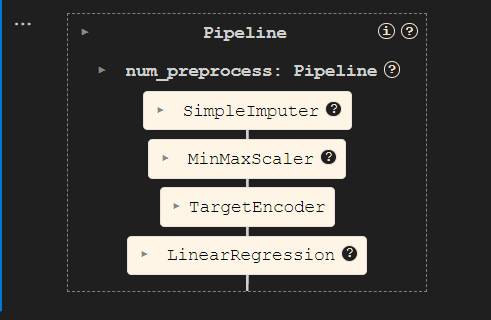 ...
Pipeline i ?
num_preprocess: Pipeline ?
SimpleImputer ?
MinMaxScaler ?
TargetEncoder
LinearRegression ?